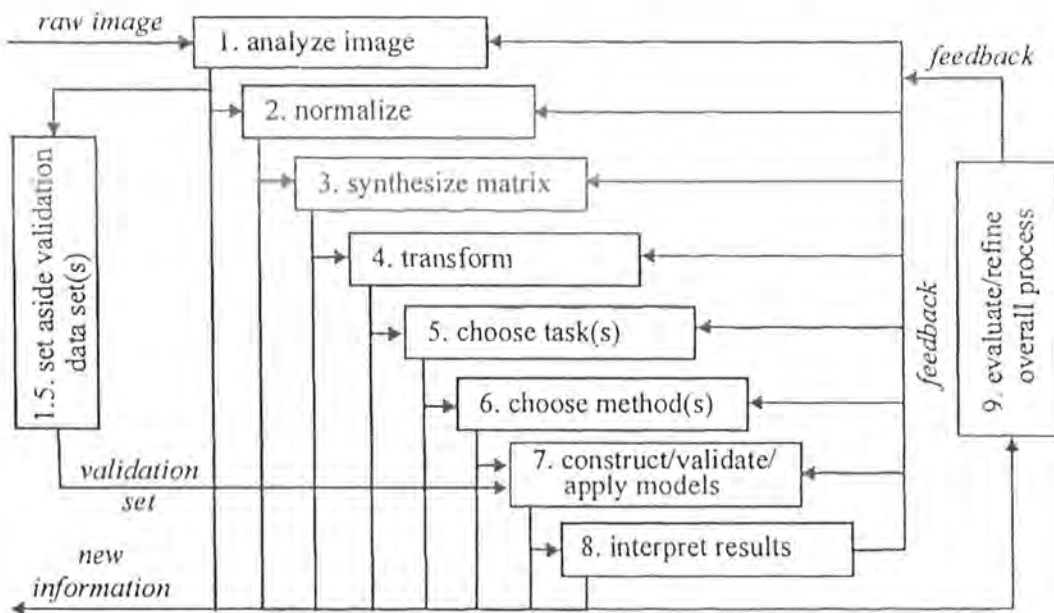 raw image
1. analyze image
feedback
2. normalize
3. synthesize matrix
1.5. set aside validation
data set(s)
4. transform
5. choose task(s)
feedback
9. evaluate/refine
overall process
6. choose method(s)
7. construct/validate/
apply models
validation
set
8. interpret results
new
information